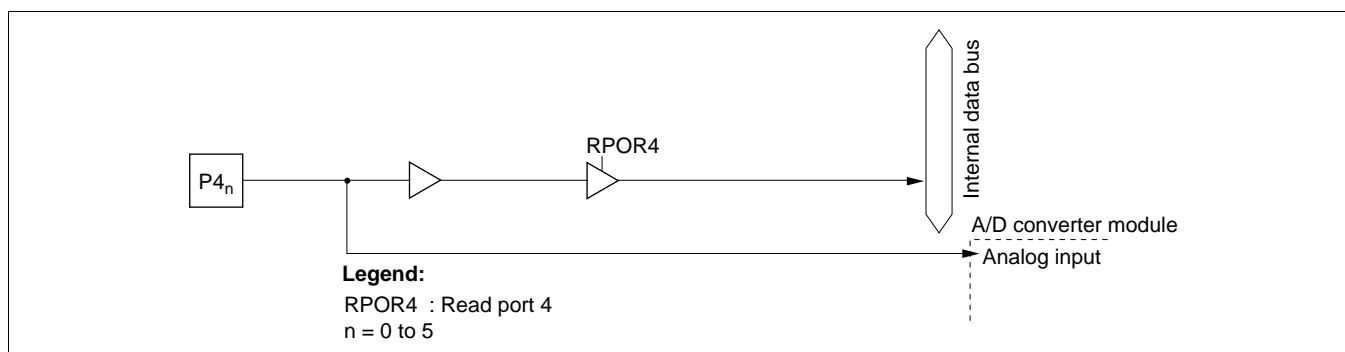 RPOR4
P4n
Internal data bus
A/D converter module
Analog input
Legend:
RPOR4 : Read port 4
n = 0 to 5